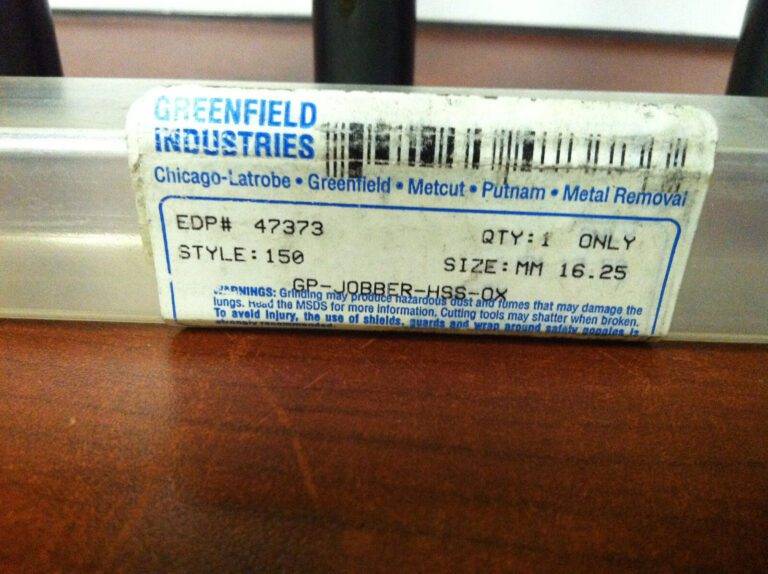 GREENFIELD
INDUSTRIES
Chicago-Latrobe • Greenfield • Metcut • Putnam • Metal Removal
EDP# 47373
QTY:1 ONLY
STYLE:150
SIZE:MM 16.25
GP-JOBBER-HSS-OX
WARNINGS: Grinding may produce hazardous dust and fumes that may damage the
lungs. Read the MSDS for more information. Cutting tools may shatter when broken.
To avoid injury, the use of shields, guards and wrap around safety goggles is
strongly recommended